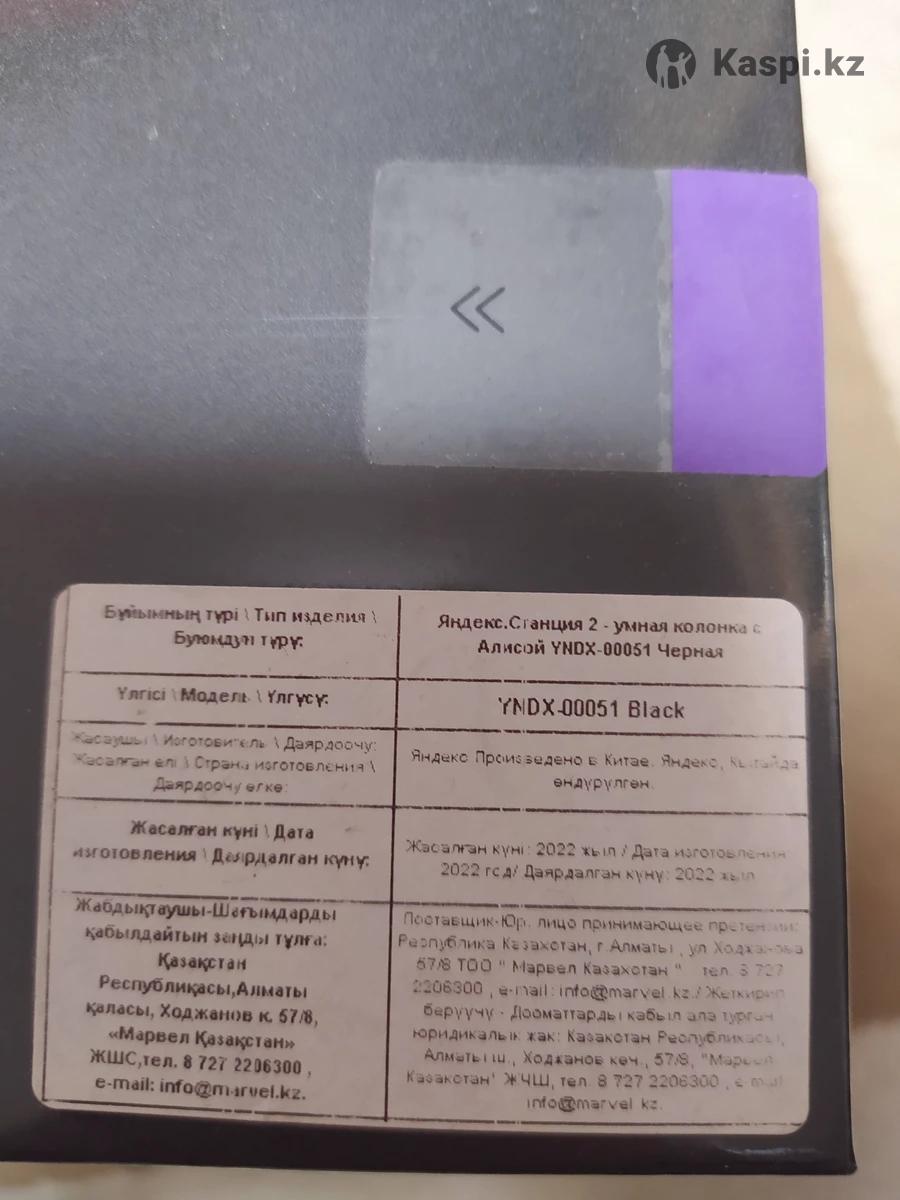 Kaspi.kz
Бұйымның түрі \ Тип изделия \
Буюмдун түрү:
Яндекс.Станция 2 - умная колонка с
Алисой YNDX-00051 Черная
Үлгісі \ Модель \ Үлгүсү:
YNDX-00051 Black
Жасаушы \ Изготовитель \ Даярдоочу:
Жасалған елі \ Страна изготовления \
Даярдоочу өлкө:
Яндекс Произведено в Китае. Яндекс, Кытайда
өндүрүлгөн.
Жасалған күні \ Дата
изготовления \ Даярдалган күнү:
Жасалған күні: 2022 жыл / Дата изготовления
2022 год/ Даярдалган күнү: 2022 жыл
Жабдықтаушы-Шағымдарды
қабылдайтын заңды тұлға:
Қазақстан
Республикасы,Алматы
қаласы, Ходжанов к. 57/8,
«Марвел Қазақстан»
ЖШС,тел. 8 727 2206300 ,
e-mail: info@marvel.kz.
Поставщик-Юр. лицо принимающее претензии:
Республика Казахстан, г.Алматы , ул Ходжанова
57/8 ТОО " Марвел Казахстан " тел. 8 727
2206300 , e-mail: info@marvel.kz./ Жеткирип
берүүчү - Дооматтарды кабыл ала турган
юридикалык жак: Казакстан Республикасы,
Алматы ш., Ходжанов көч., 57/8, "Марвел
Казакстан" ЖЧШ, тел. 8 727 2206300 , e-mail
info@marvel.kz.